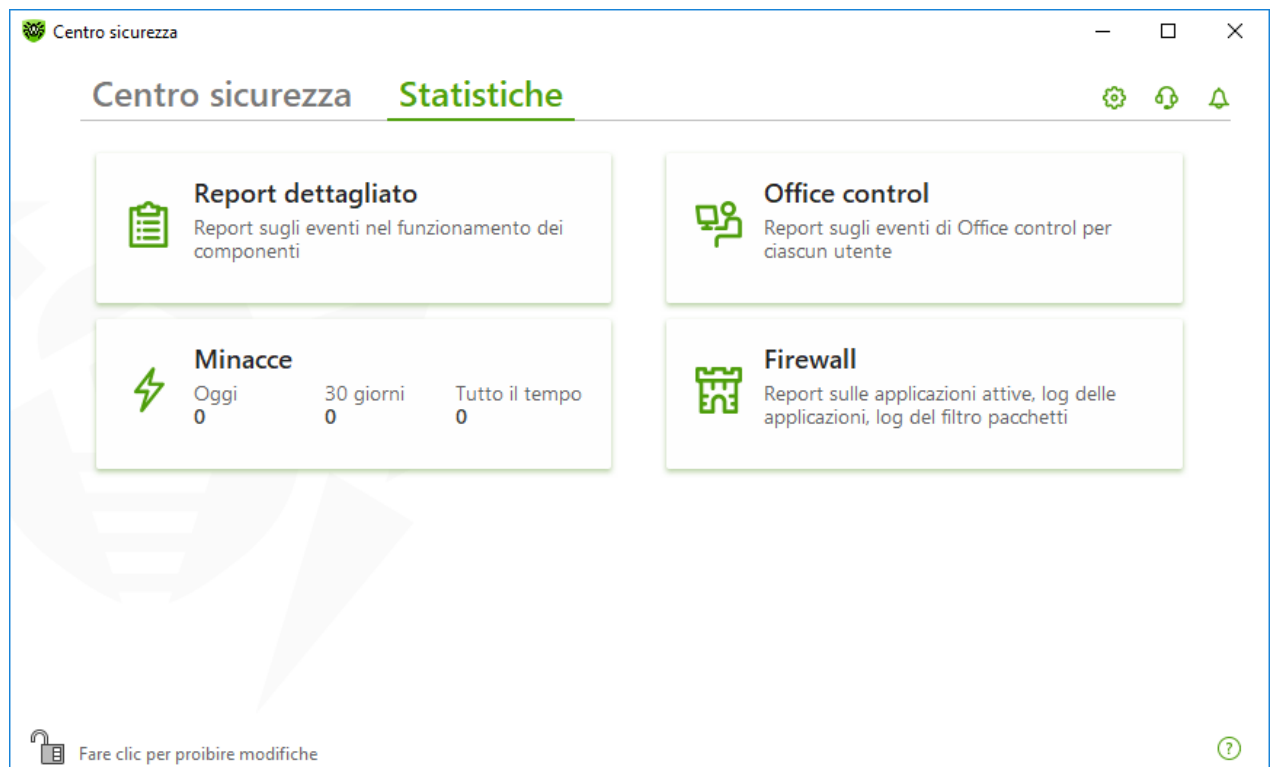 Centro sicurezza
Centro sicurezza Statistiche
Report dettagliato
Report sugli eventi nel funzionamento dei
componenti
Office control
Report sugli eventi di Office control per
ciascun utente
Minacce
Oggi 30 giorni Tutto il tempo
0 0 0
Firewall
Report sulle applicazioni attive, log delle
applicazioni, log del filtro pacchetti
Fare clic per proibire modifiche
?